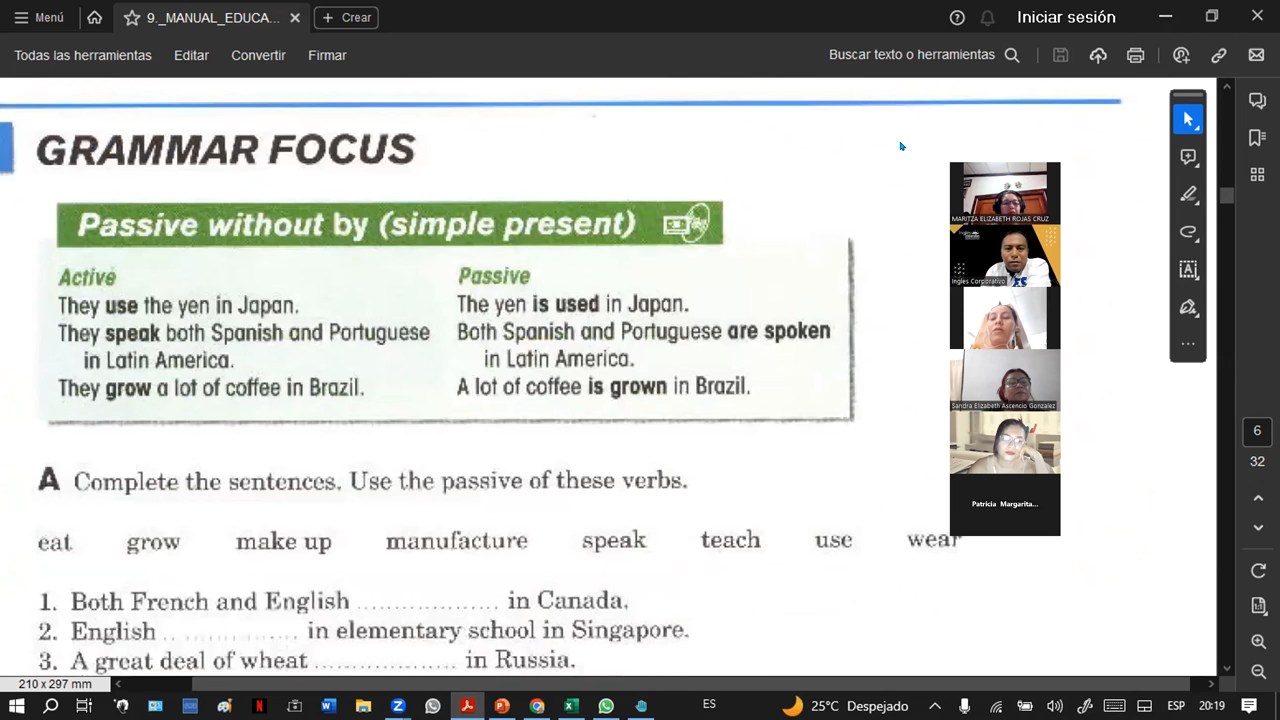 Menú
9._MANUAL_EDUCA...
Crear
Iniciar sesión
Todas las herramientas
Editar
Convertir
Firmar
Buscar texto o herramientas
GRAMMAR FOCUS
Passive without by (simple present)
Active
Passive
They use the yen in Japan.
The yen is used in Japan.
They speak both Spanish and Portuguese
Both Spanish and Portuguese are spoken
in Latin America.
in Latin America.
They grow a lot of coffee in Brazil.
A lot of coffee is grown in Brazil.
A Complete the sentences. Use the passive of these verbs.
eat grow make up manufacture speak teach use wear
1. Both French and English .................... in Canada.
2. English .................... in elementary school in Singapore.
3. A great deal of wheat .................... in Russia.
MARITZA ELIZABETH ROJAS CRUZ
Ingles Corporativo
Sandra Elizabeth Ascencio Gonzalez
Patricia Margarita...
6
32
210 x 297 mm
ES
25°C Despejado
ESP
20:19